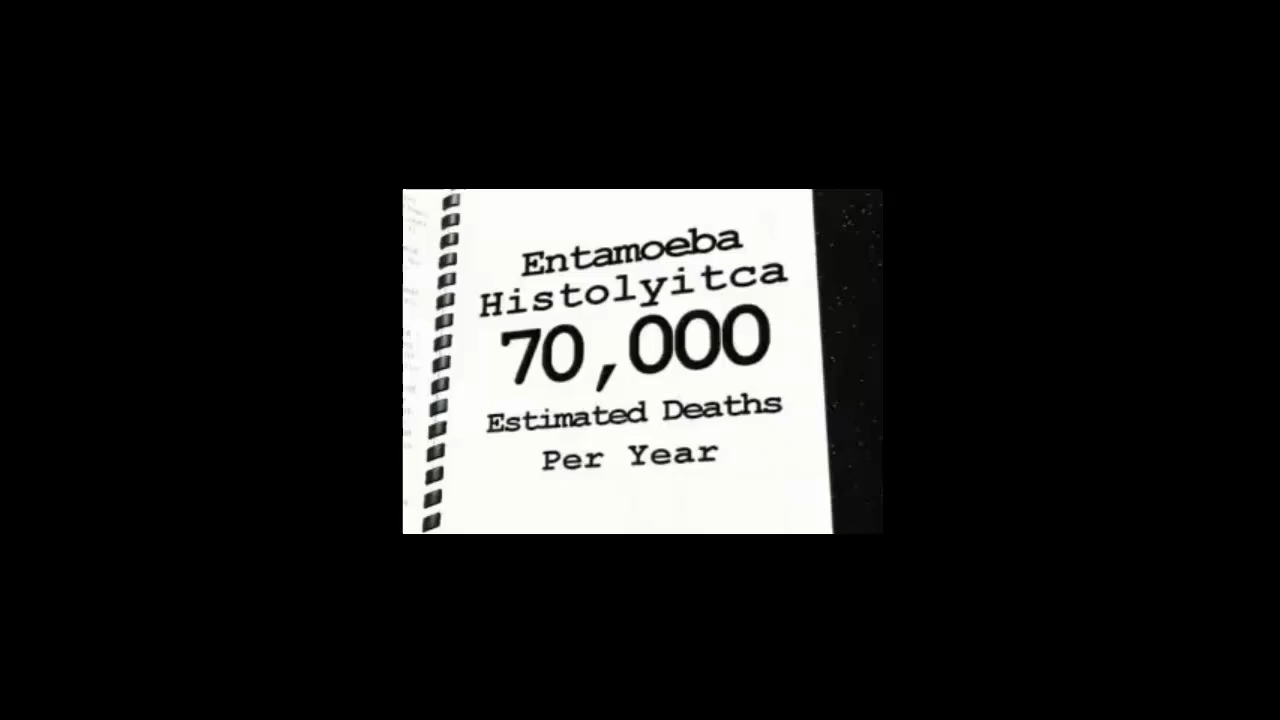 Entamoeba
Histolyitca
70,000
Estimated Deaths
Per Year